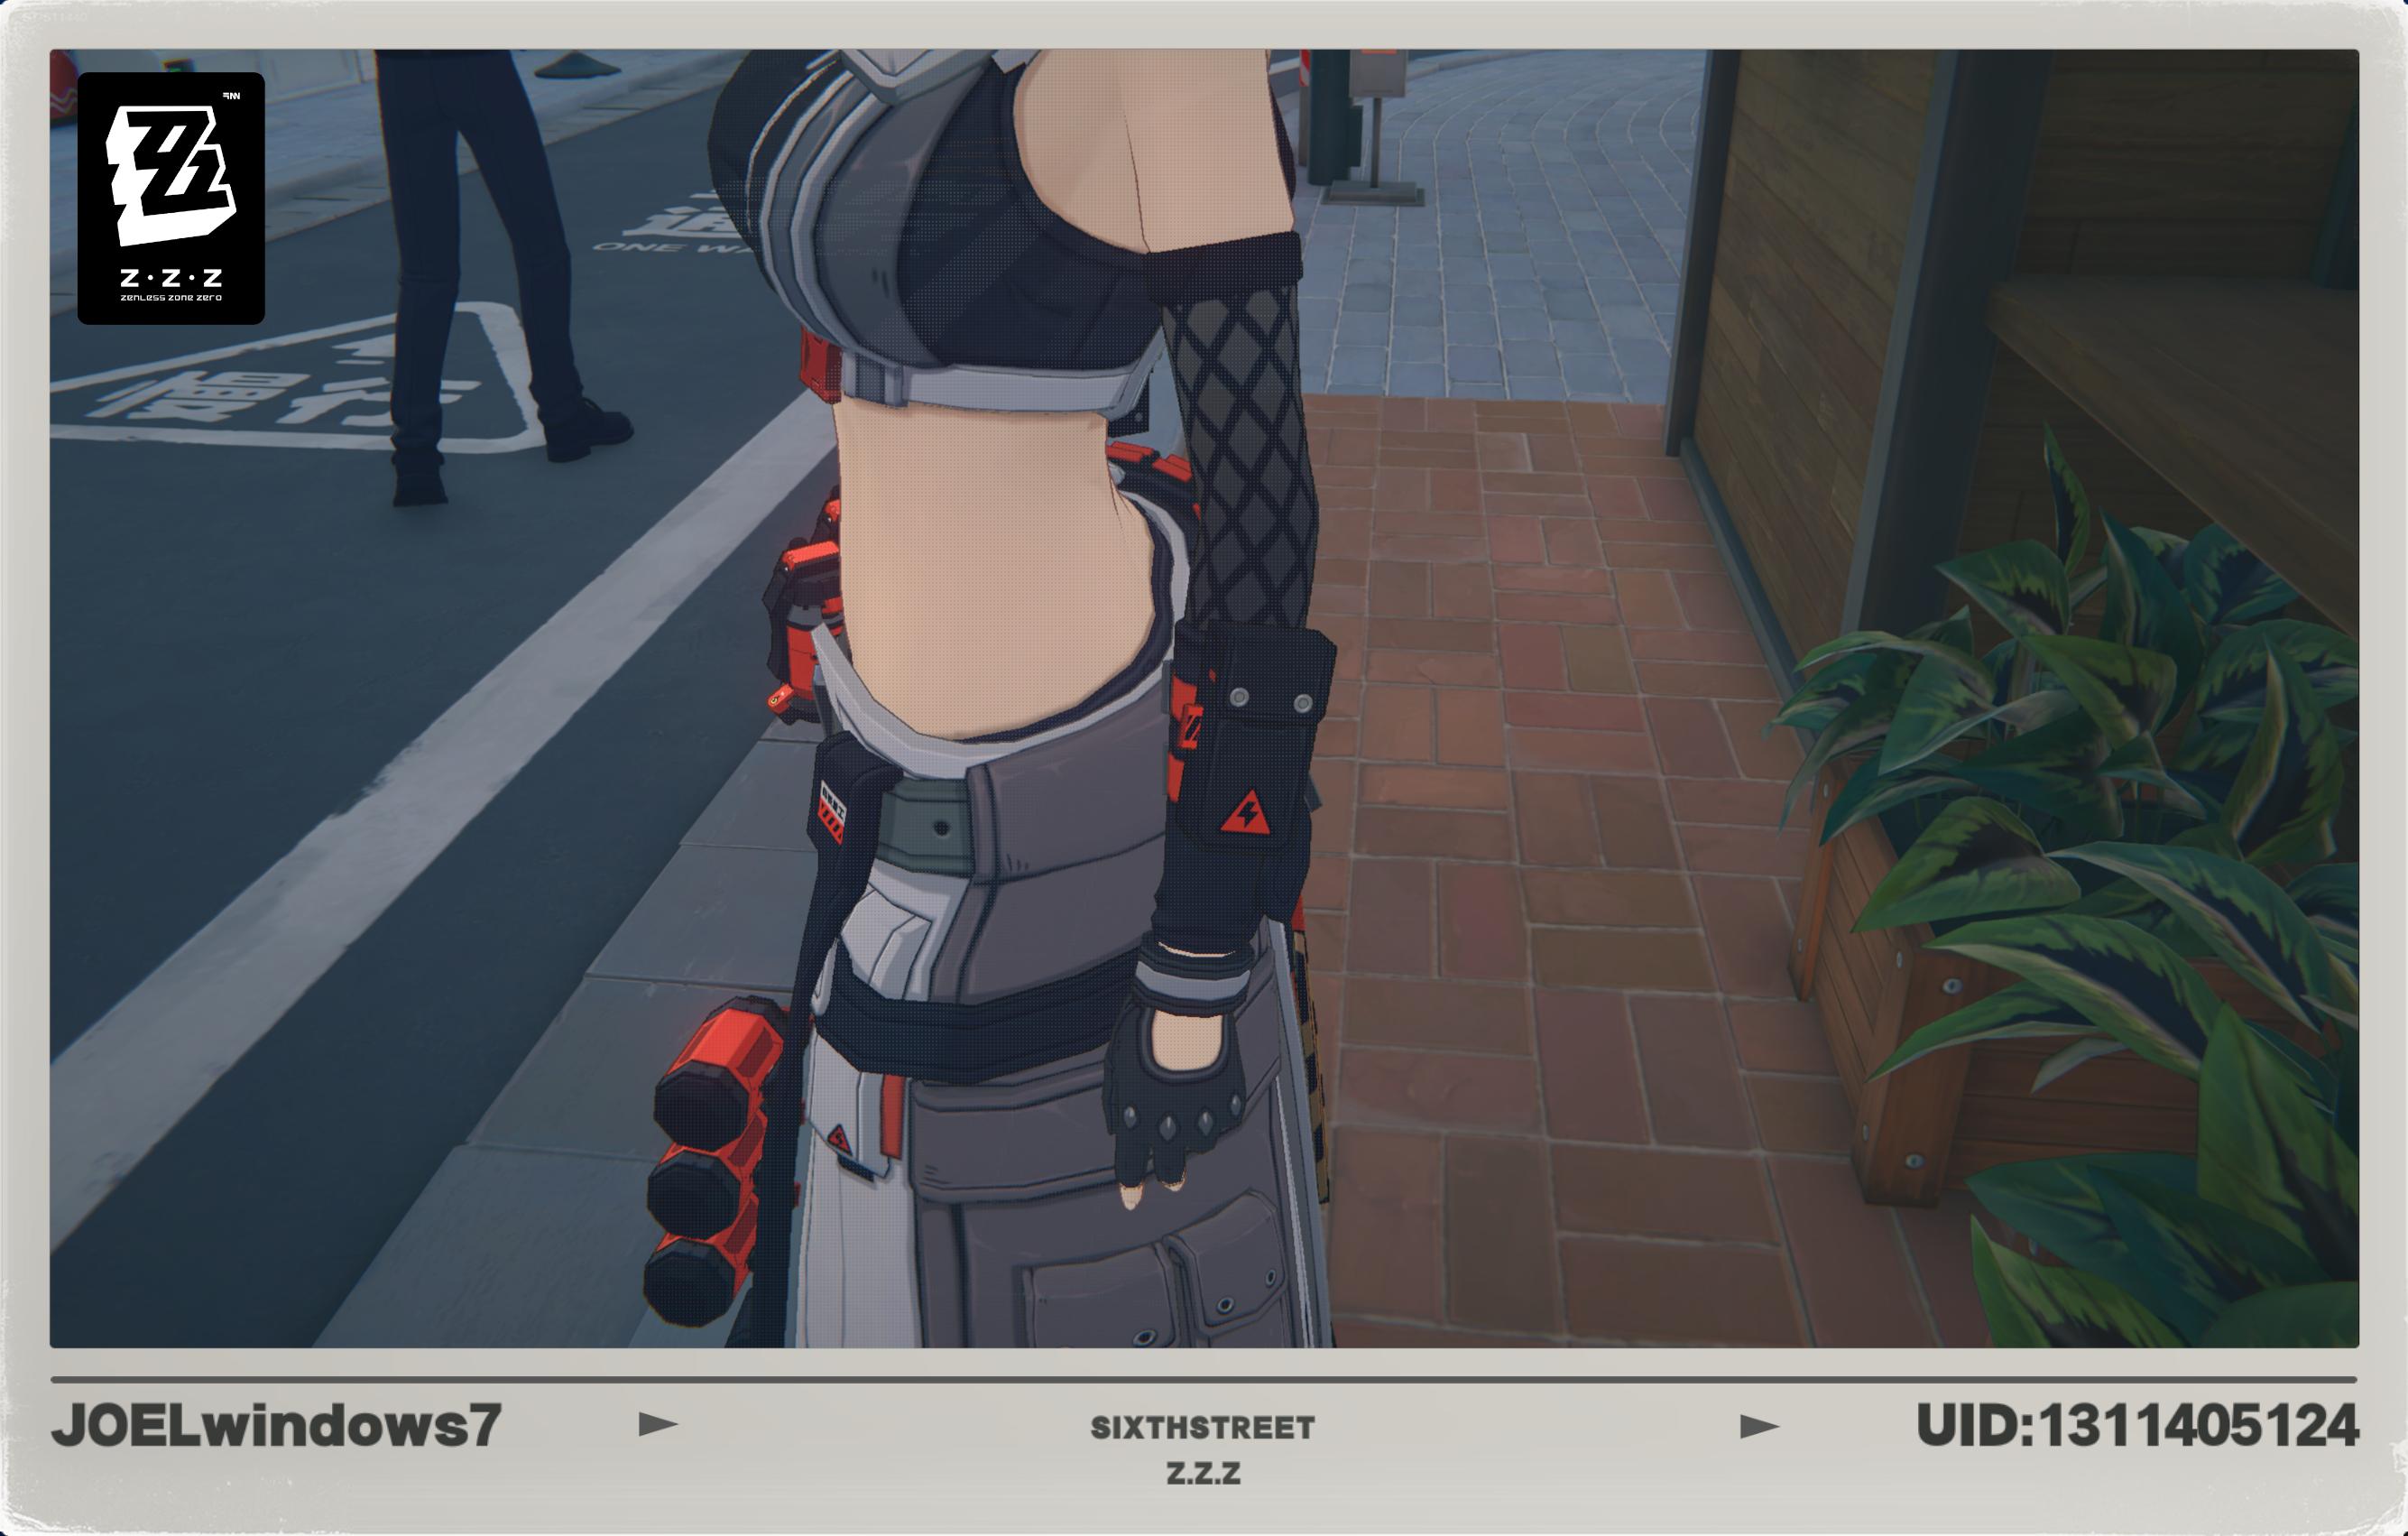 Z·Z·Z
zenless zone zero
ONE WA
慢行
JOELwindows7
SIXTHSTREET
Z.Z.Z
UID:1311405124